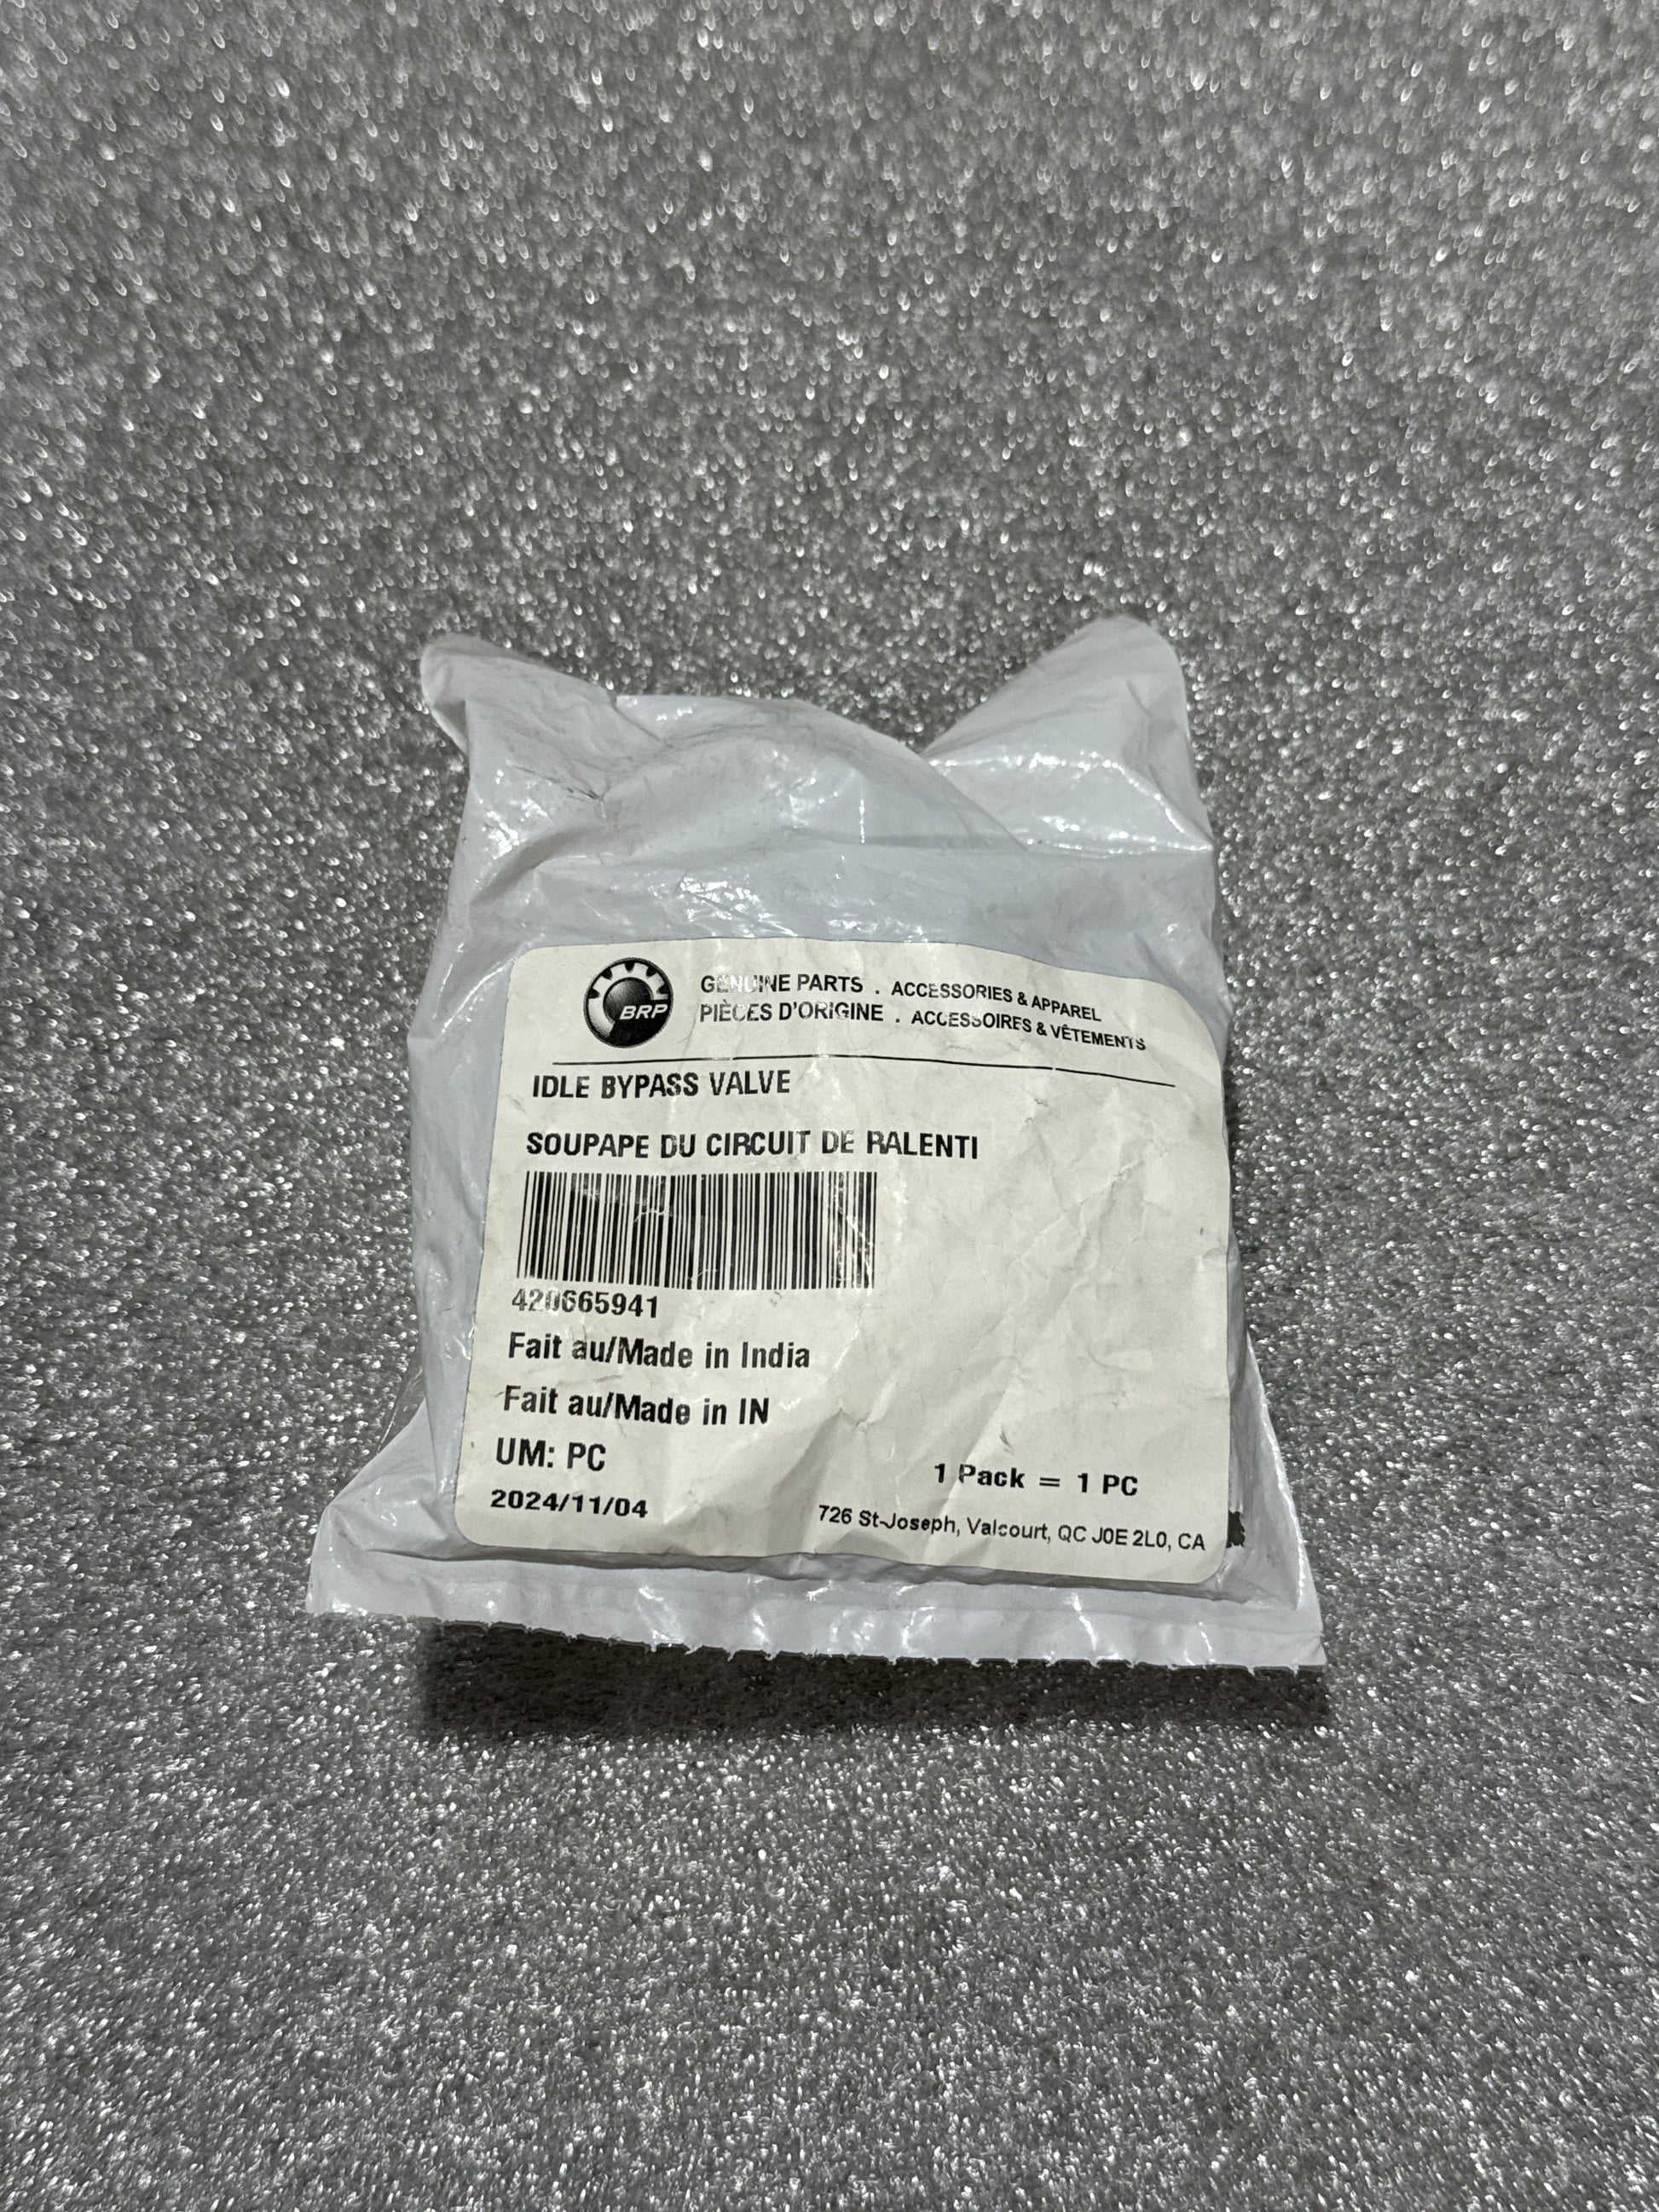 BRP
GENUINE PARTS . ACCESSORIES & APPAREL
PIÈCES D'ORIGINE . ACCESSOIRES & VÊTEMENTS
IDLE BYPASS VALVE
SOUPAPE DU CIRCUIT DE RALENTI
420665941
Fait au/Made in India
Fait au/Made in IN
UM: PC
1 Pack = 1 PC
2024/11/04
726 St-Joseph, Valcourt, QC J0E 2L0, CA